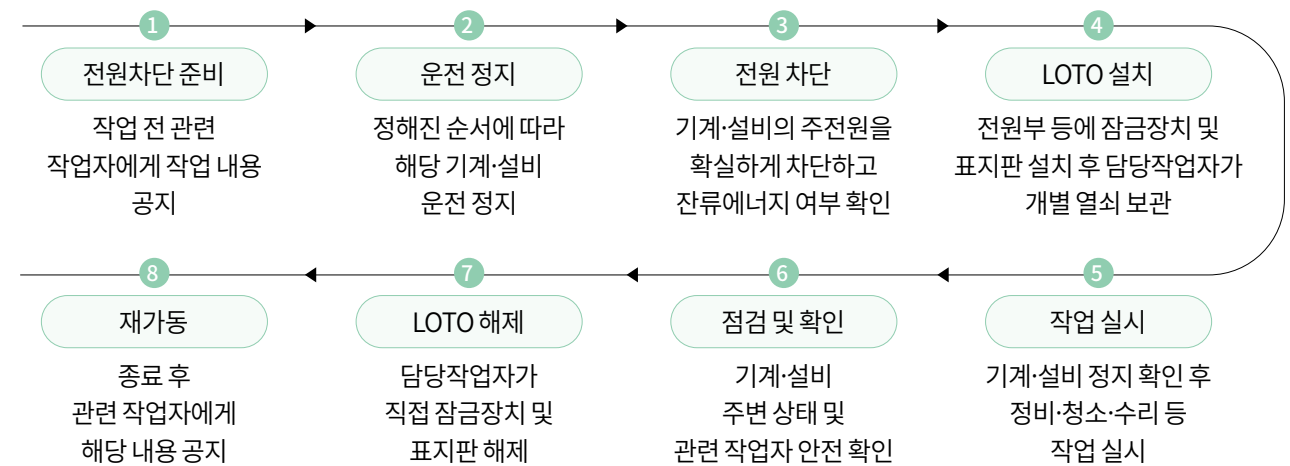 1
전원차단 준비
작업 전 관련
작업자에게 작업 내용
공지
2
운전 정지
정해진 순서에 따라
해당 기계·설비
운전 정지
3
전원 차단
기계·설비의 주전원을
확실하게 차단하고
잔류에너지 여부 확인
4
LOTO 설치
전원부 등에 잠금장치 및
표지판 설치 후 담당작업자가
개별 열쇠 보관
5
작업 실시
기계·설비 정지 확인 후
정비·청소·수리 등
작업 실시
6
점검 및 확인
기계·설비
주변 상태 및
관련 작업자 안전 확인
7
LOTO 해제
담당작업자가
직접 잠금장치 및
표지판 해제
8
재가동
종료 후
관련 작업자에게
해당 내용 공지